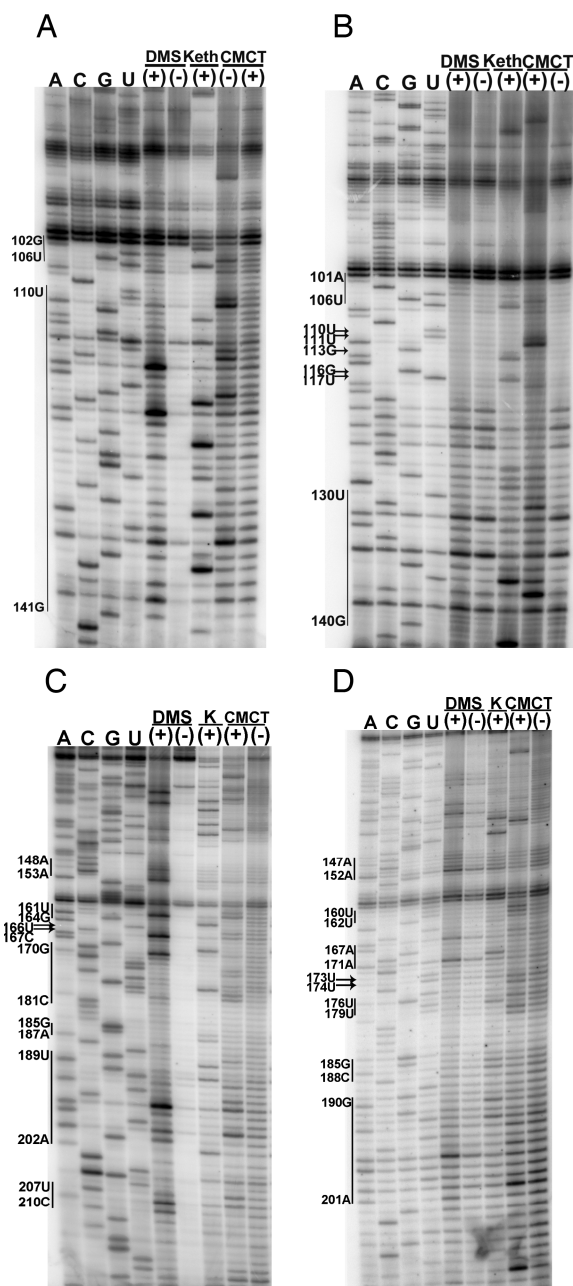 A
DMS Keth CMCT
A C G U (+) (-) (+) (-) (+)
102G
106U
110U
141G
B
DMS Keth CMCT
A C G U (+) (-) (+) (+) (-)
101A
106U
110U
111U
113G
116G
117U
130U
140G
C
DMS K CMCT
A C G U (+) (-) (+) (+) (-)
148A
153A
161U
164G
166U
167C
170G
181C
185G
187A
189U
202A
207U
210C
D
DMS K CMCT
A C G U (+) (-) (+) (+) (-)
147A
152A
160U
162U
167A
171A
173U
174U
176U
179U
185G
188C
190G
201A